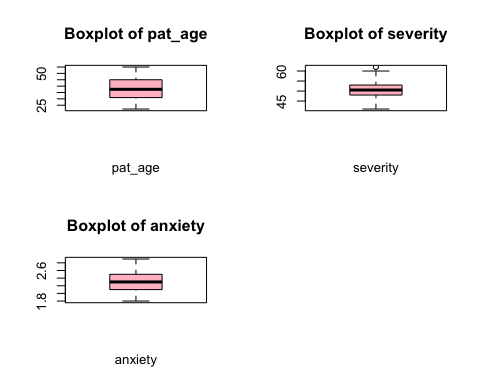 Boxplot of pat_age
50
25
pat_age
Boxplot of severity
60
45
severity
Boxplot of anxiety
2.6
1.8
anxiety